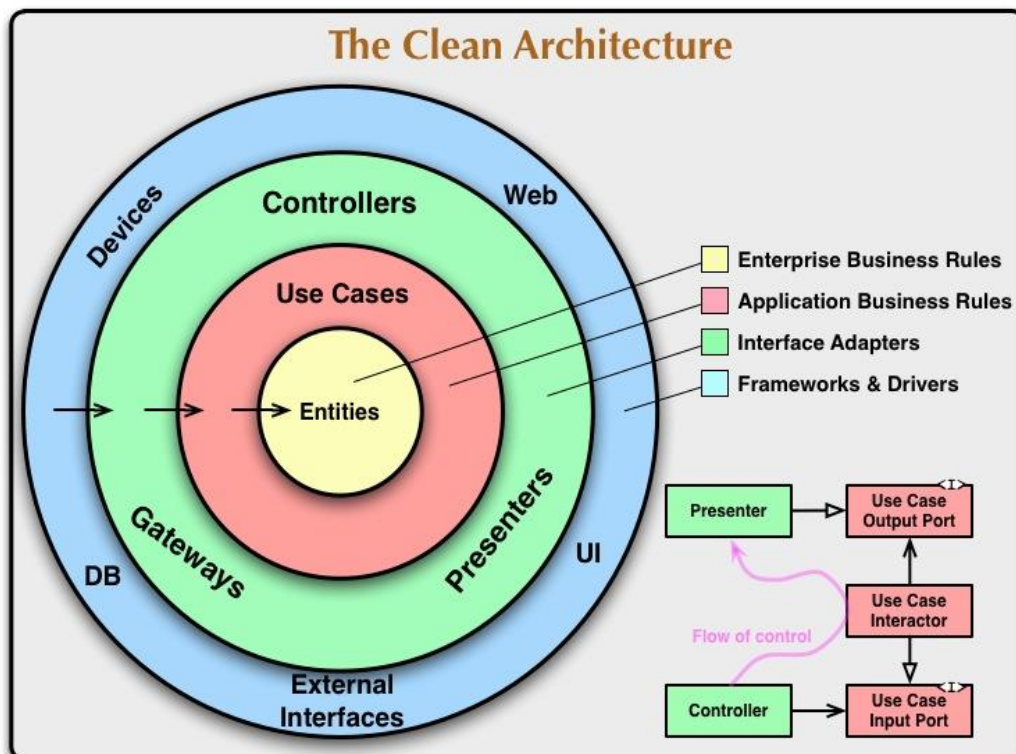 The Clean Architecture
Devices
Web
Controllers
Use Cases
Entities
Gateways
Presenters
DB
UI
External
Interfaces
Enterprise Business Rules
Application Business Rules
Interface Adapters
Frameworks & Drivers
Presenter
<I>
Use Case
Output Port
Use Case
Interactor
Flow of control
Controller
<I>
Use Case
Input Port